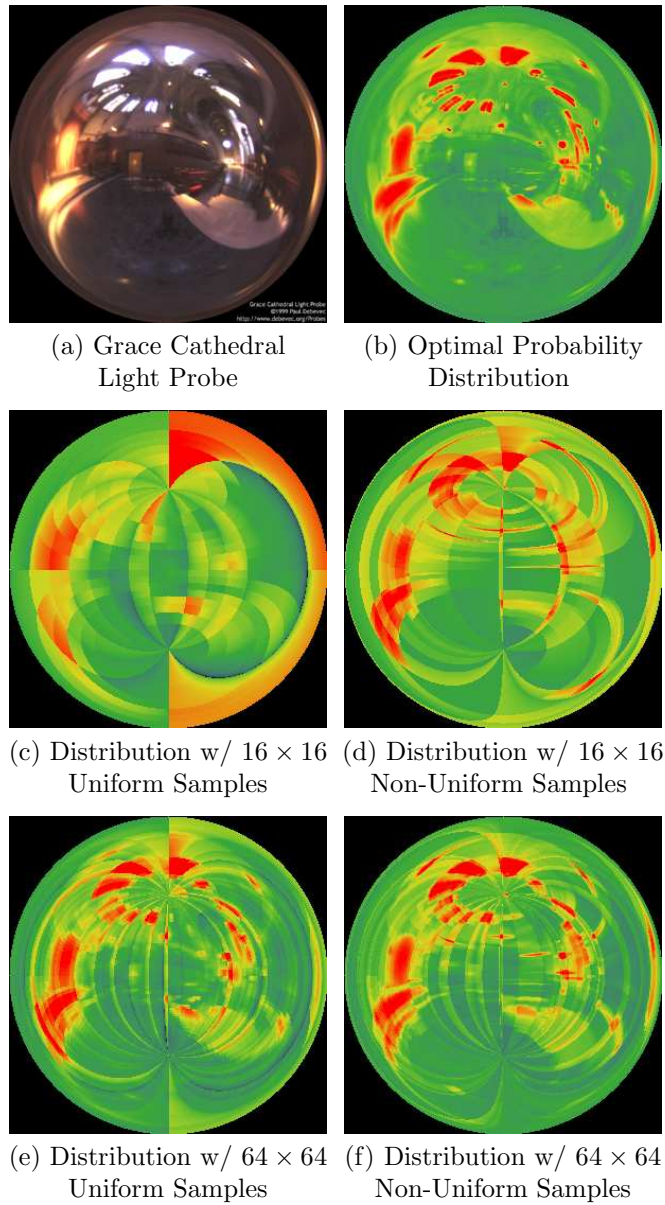 Grace Cathedral Light Probe
©1999 Paul Debevec
http://www.debevec.org/Probes
(a) Grace Cathedral
Light Probe
(b) Optimal Probability
Distribution
(c) Distribution w/ 16 × 16
Uniform Samples
(d) Distribution w/ 16 × 16
Non-Uniform Samples
(e) Distribution w/ 64 × 64
Uniform Samples
(f) Distribution w/ 64 × 64
Non-Uniform Samples